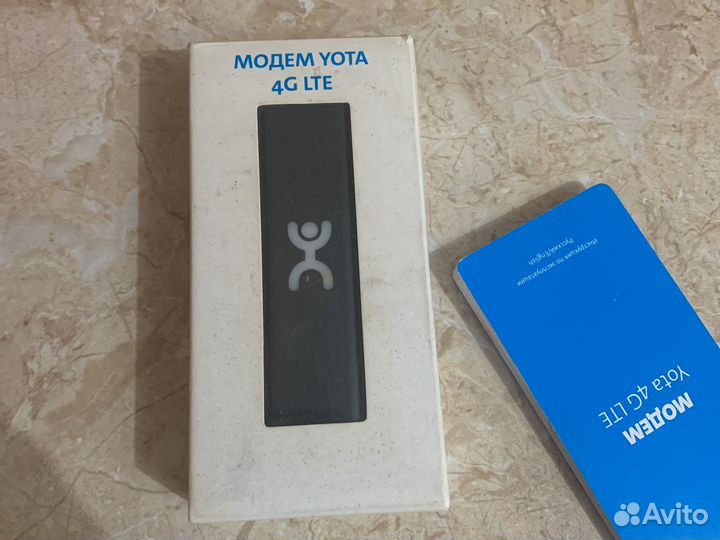 МОДЕМ YOTA
4G LTE
Инструкция по эксплуатации
Русский/English
МОДЕМ
Yota 4G LTE
Avito